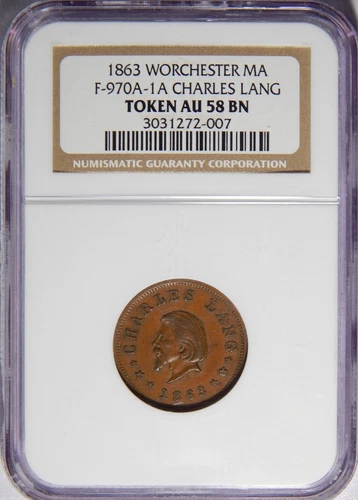 1863 WORCHESTER MA
F-970A-1A CHARLES LANG
TOKEN AU 58 BN
3031272-007
NUMISMATIC GUARANTY CORPORATION
CHARLES LANG
1863